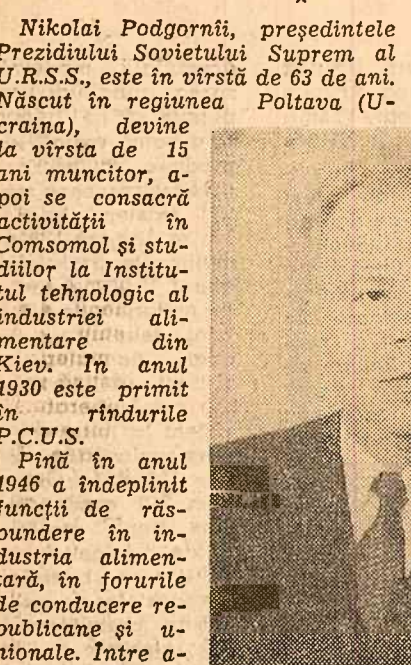 Nikolai Podgornîi, președintele
Prezidiului Sovietului Suprem al
U.R.S.S., este în vîrstă de 63 de ani.
Născut în regiunea Poltava (U-
craina), devine
la vîrsta de 15
ani muncitor, a-
poi se consacră
activității în
Comsomol și stu-
diilor la Institu-
tul tehnologic al
industriei ali-
mentare din
Kiev. In anul
1930 este primit
în rîndurile
P.C.U.S.
Pînă în anul
1946 a îndeplinit
funcții de răs-
pundere în in-
dustria alimen-
tară, în forurile
de conducere re-
publicane și u-
nionale. Între a-